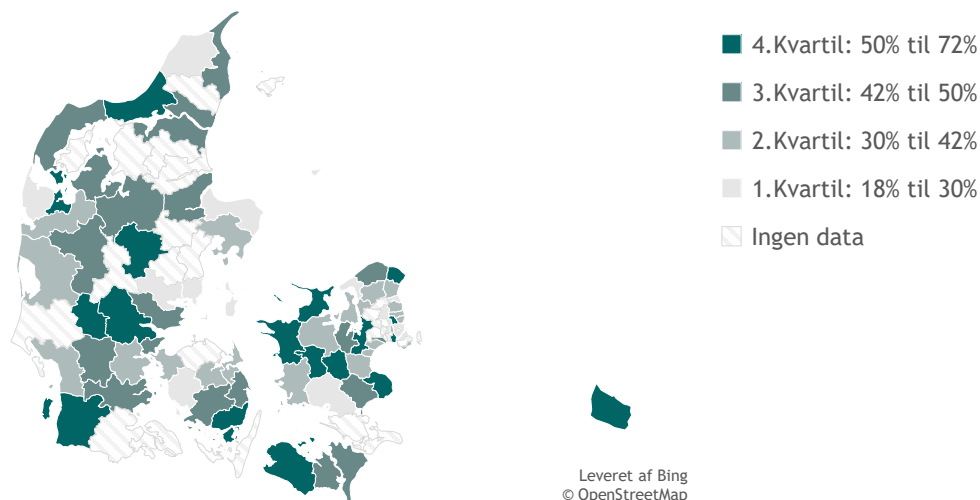 4.Kvartil: 50% til 72%
3.Kvartil: 42% til 50%
2.Kvartil: 30% til 42%
1.Kvartil: 18% til 30%
Ingen data
Leveret af Bing
© OpenStreetMap